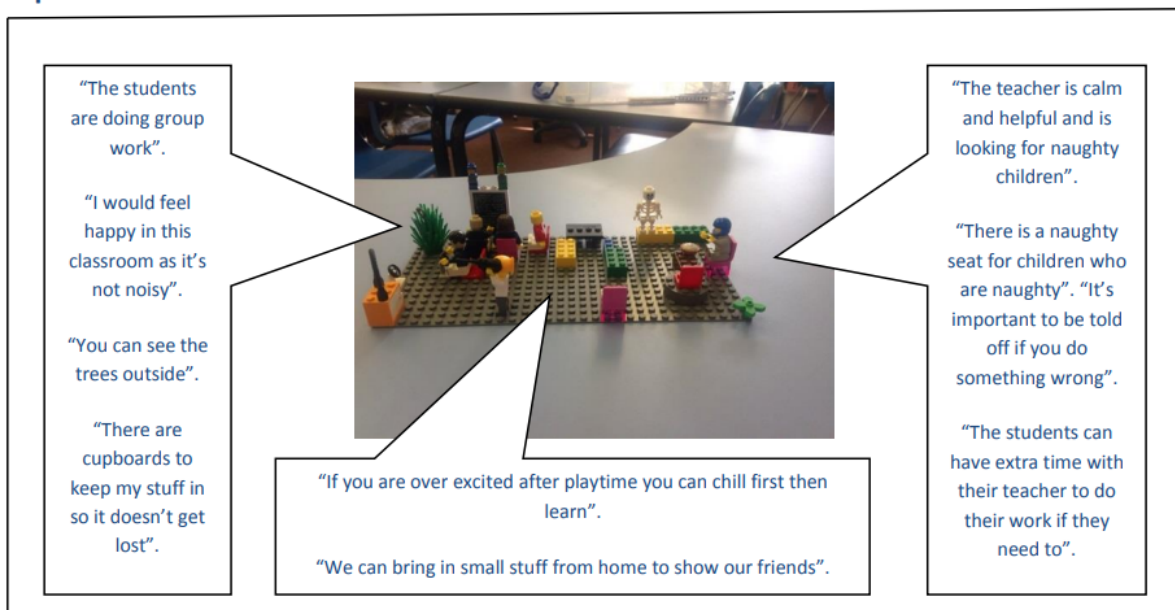 “The students
are doing group
work”.
“I would feel
happy in this
classroom as it’s
not noisy”.
“You can see the
trees outside”.
“There are
cupboards to
keep my stuff in
so it doesn’t get
lost”.
“If you are over excited after playtime you can chill first then
learn”.
“We can bring in small stuff from home to show our friends”.
“The teacher is calm
and helpful and is
looking for naughty
children”.
“There is a naughty
seat for children who
are naughty”. “It’s
important to be told
off if you do
something wrong”.
“The students can
have extra time with
their teacher to do
their work if they
need to”.